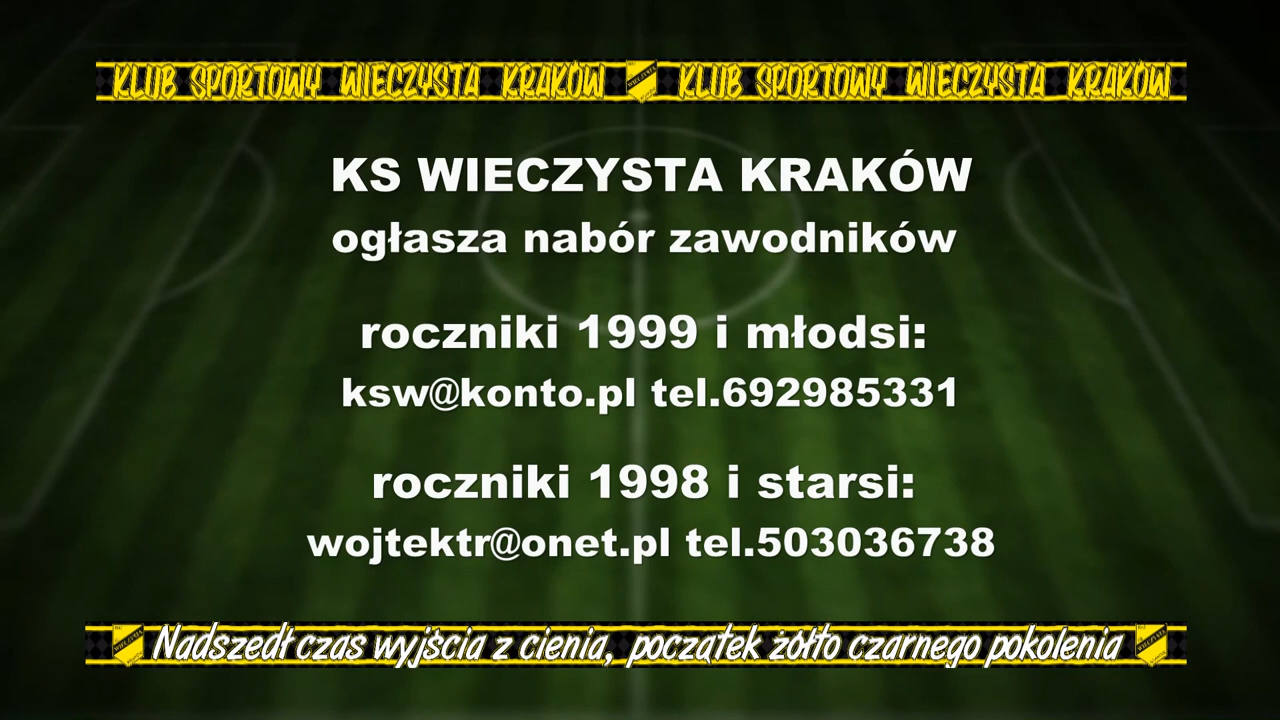 KLUB SPORTOWY WIECZYSTA KRAKÓW KLUB SPORTOWY WIECZYSTA KRAKÓW
KS WIECZYSTA KRAKÓW
ogłasza nabór zawodników
roczniki 1999 i młodsi:
ksw@konto.pl tel.692985331
roczniki 1998 i starsi:
wojtektr@onet.pl tel.503036738
Nadszedł czas wyjścia z cienia, początek żółto czarnego pokolenia